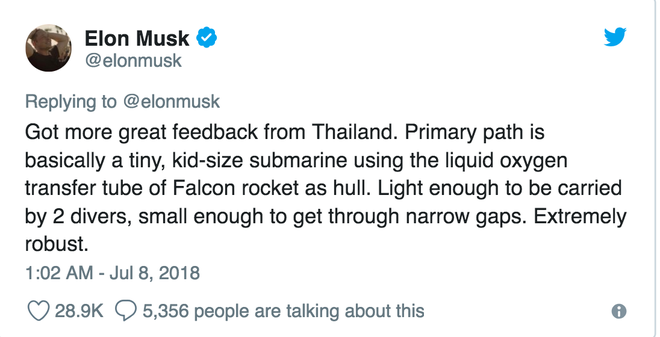 Elon Musk
@elonmusk
Replying to @elonmusk
Got more great feedback from Thailand. Primary path is
basically a tiny, kid-size submarine using the liquid oxygen
transfer tube of Falcon rocket as hull. Light enough to be carried
by 2 divers, small enough to get through narrow gaps. Extremely
robust.
1:02 AM - Jul 8, 2018
28.9K 5,356 people are talking about this